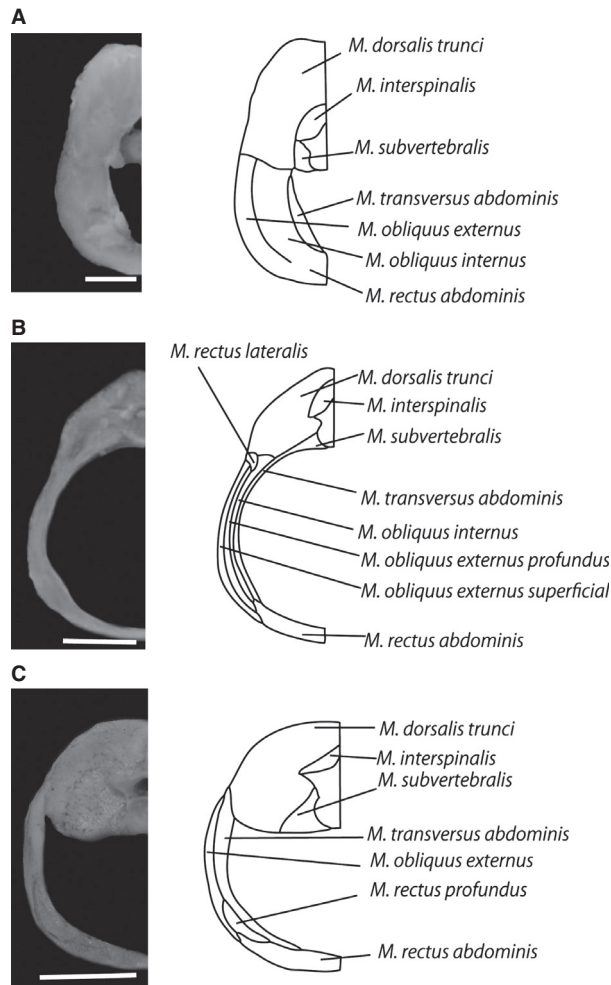 A
M. dorsalis trunci
M. interspinalis
M. subvertebralis
M. transversus abdominis
M. obliquus externus
M. obliquus internus
M. rectus abdominis
B
M. rectus lateralis
M. dorsalis trunci
M. interspinalis
M. subvertebralis
M. transversus abdominis
M. obliquus internus
M. obliquus externus profundus
M. obliquus externus superficial
M. rectus abdominis
C
M. dorsalis trunci
M. interspinalis
M. subvertebralis
M. transversus abdominis
M. obliquus externus
M. rectus profundus
M. rectus abdominis